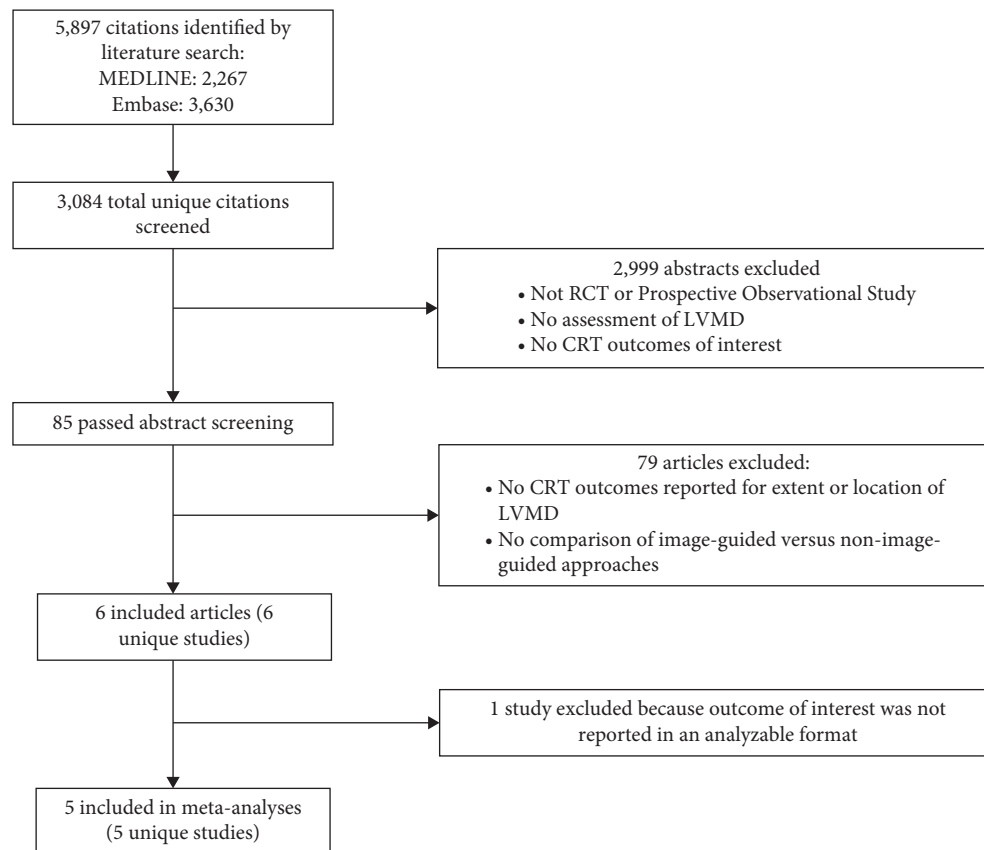 5,897 citations identified by
literature search:
MEDLINE: 2,267
Embase: 3,630
3,084 total unique citations
screened
2,999 abstracts excluded
• Not RCT or Prospective Observational Study
• No assessment of LVMD
• No CRT outcomes of interest
85 passed abstract screening
79 articles excluded:
• No CRT outcomes reported for extent or location of
LVMD
• No comparison of image-guided versus non-image-
guided approaches
6 included articles (6
unique studies)
1 study excluded because outcome of interest was not
reported in an analyzable format
5 included in meta-analyses
(5 unique studies)